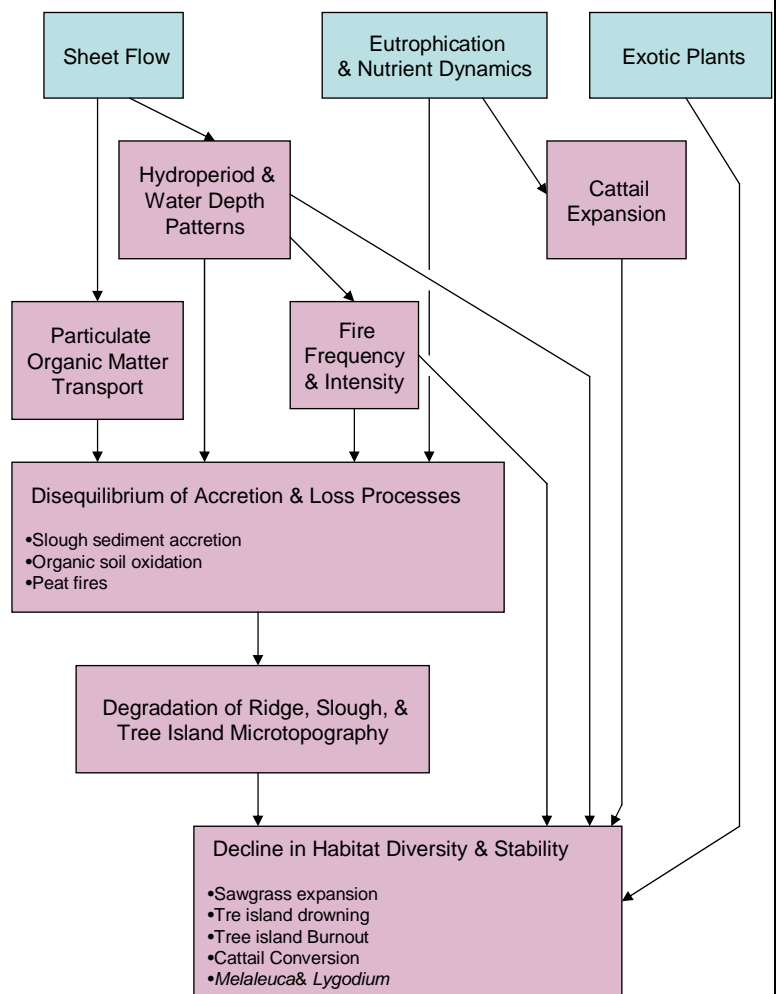 Sheet Flow
Eutrophication
& Nutrient Dynamics
Exotic Plants
Hydroperiod &
Water Depth
Patterns
Cattail
Expansion
Particulate
Organic Matter
Transport
Fire
Frequency
& Intensity
Disequilibrium of Accretion & Loss Processes
•Slough sediment accretion
•Organic soil oxidation
•Peat fires
Degradation of Ridge, Slough, &
Tree Island Microtopography
Decline in Habitat Diversity & Stability
•Sawgrass expansion
•Tre island drowning
•Tree island Burnout
•Cattail Conversion
•Melaleuca& Lygodium